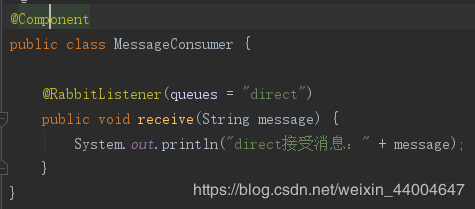 @Component
public class MessageConsumer {
@RabbitListener(queues = "direct")
public void receive(String message) {
System.out.println("direct接受消息：" + message);
}
}
https://blog.csdn.net/weixin_44004647